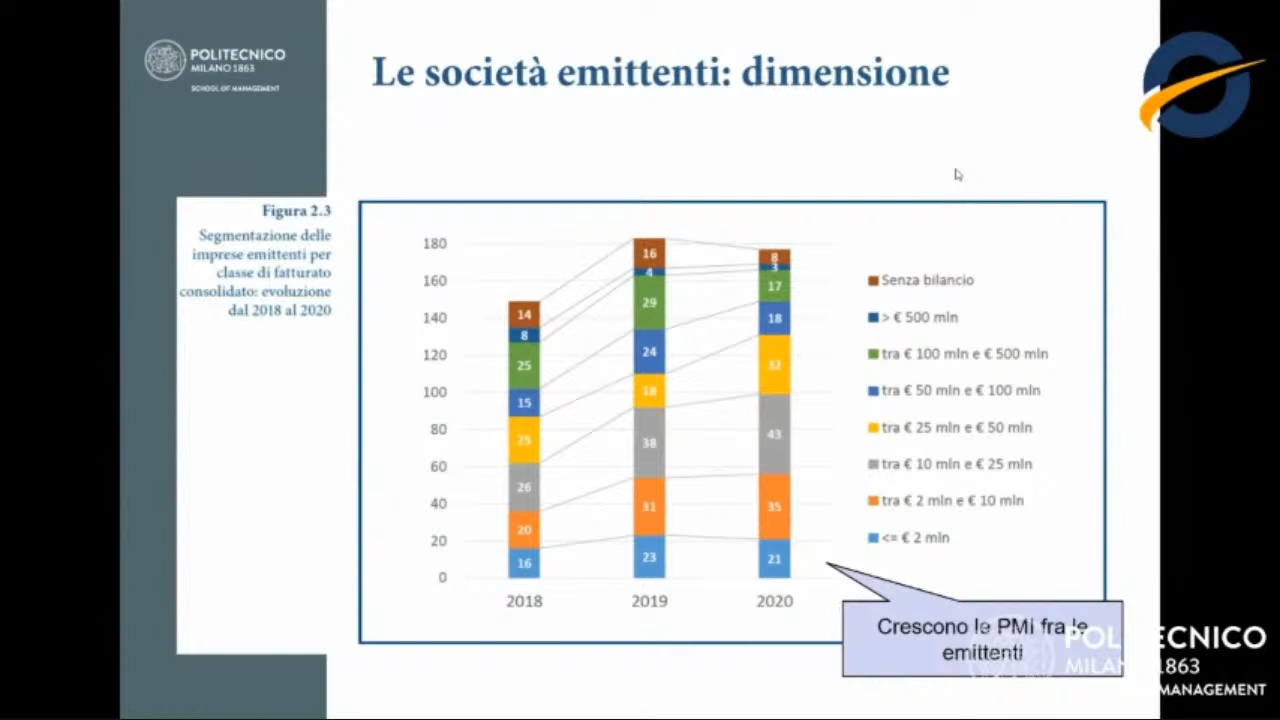 POLITECNICO
MILANO 1863
SCHOOL OF MANAGEMENT
Le società emittenti: dimensione
Figura 2.3
Segmentazione delle
imprese emittenti per
classe di fatturato
consolidato: evoluzione
dal 2018 al 2020
180
160
140
120
100
80
60
40
20
0
14
8
25
15
25
26
20
16
16
4
29
24
18
38
31
23
8
3
17
18
32
43
35
21
2018
2019
2020
Senza bilancio
> € 500 mln
tra € 100 mln e € 500 mln
tra € 50 mln e € 100 mln
tra € 25 mln e € 50 mln
tra € 10 mln e € 25 mln
tra € 2 mln e € 10 mln
<= € 2 mln
Crescono le PMI fra le
emittenti
POLITECNICO
MILANO 1863
MANAGEMENT